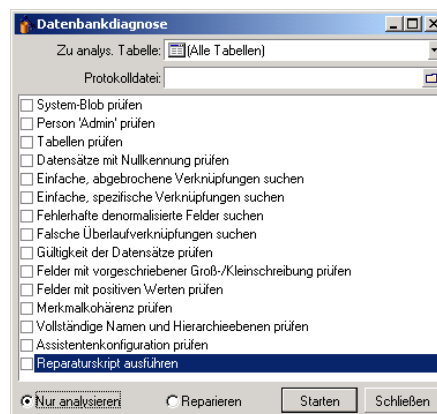 Datenbankdiagnose
Zu analys. Tabelle: (Alle Tabellen)
Protokolldatei:
System-Blob prüfen
Person 'Admin' prüfen
Tabellen prüfen
Datensätze mit Nullkennung prüfen
Einfache, abgebrochene Verknüpfungen suchen
Einfache, spezifische Verknüpfungen suchen
Fehlerhafte denormalisierte Felder suchen
Falsche Überlaufverknüpfungen suchen
Gültigkeit der Datensätze prüfen
Felder mit vorgeschriebener Groß-/Kleinschreibung prüfen
Felder mit positiven Werten prüfen
Merkmalkohärenz prüfen
Vollständige Namen und Hierarchieebenen prüfen
Assistentenkonfiguration prüfen
Reparaturskript ausführen
Nur analysieren Reparieren Starten Schließen